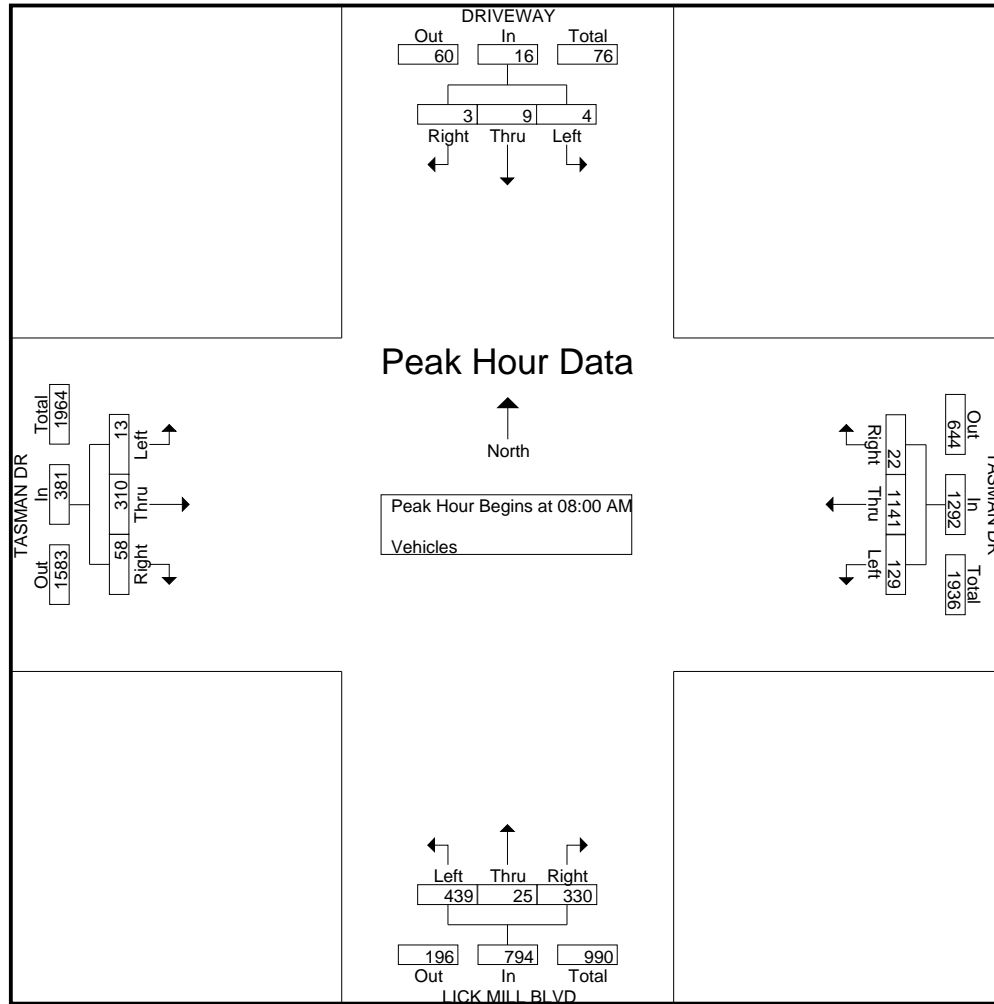 DRIVEWAY
Out In Total
60 16 76
3 9 4
Right Thru Left
Peak Hour Data
North
Peak Hour Begins at 08:00 AM
Vehicles
TASMAN DR
Total In Out
1964 381 1583
13 310 58
Left Thru Right
TASMAN DR
Out In Total
644 1292 1936
22 1141 129
Right Thru Left
Left Thru Right
439 25 330
196 794 990
Out In Total
LICK MILL BLVD